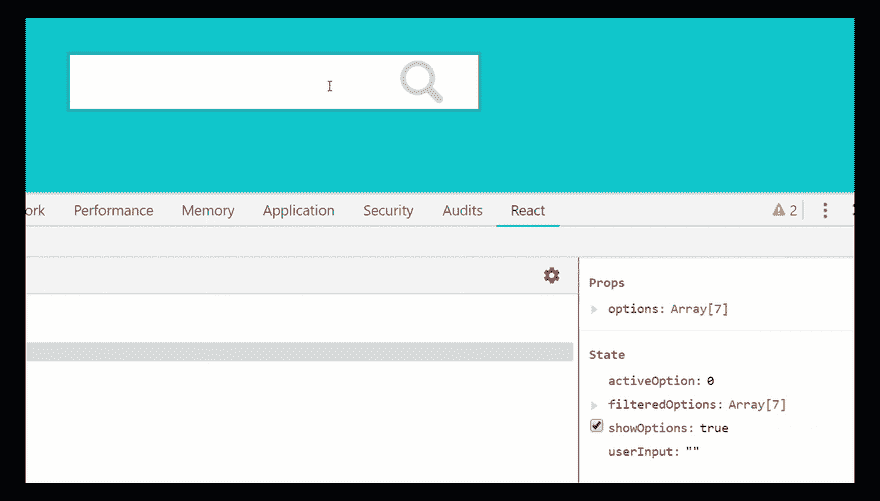 ork Performance Memory Application Security Audits React 2
Props
options: Array[7]
State
activeOption: 0
filteredOptions: Array[7]
showOptions: true
userInput: ""